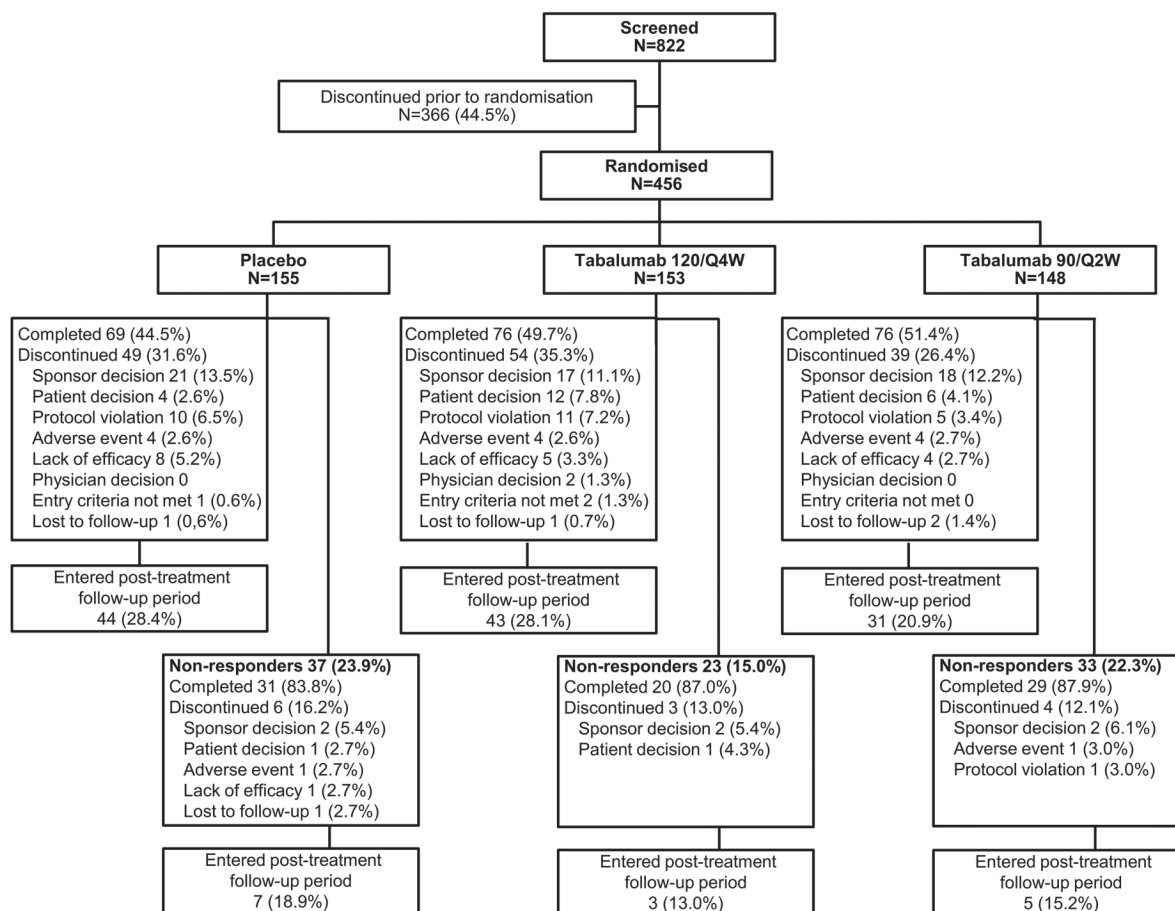 Screened
N=822
Discontinued prior to randomisation
N=366 (44.5%)
Randomised
N=456
Placebo
N=155
Tabalumab 120/Q4W
N=153
Tabalumab 90/Q2W
N=148
Completed 69 (44.5%)
Discontinued 49 (31.6%)
Sponsor decision 21 (13.5%)
Patient decision 4 (2.6%)
Protocol violation 10 (6.5%)
Adverse event 4 (2.6%)
Lack of efficacy 8 (5.2%)
Physician decision 0
Entry criteria not met 1 (0.6%)
Lost to follow-up 1 (0,6%)
Completed 76 (49.7%)
Discontinued 54 (35.3%)
Sponsor decision 17 (11.1%)
Patient decision 12 (7.8%)
Protocol violation 11 (7.2%)
Adverse event 4 (2.6%)
Lack of efficacy 5 (3.3%)
Physician decision 2 (1.3%)
Entry criteria not met 2 (1.3%)
Lost to follow-up 1 (0.7%)
Completed 76 (51.4%)
Discontinued 39 (26.4%)
Sponsor decision 18 (12.2%)
Patient decision 6 (4.1%)
Protocol violation 5 (3.4%)
Adverse event 4 (2.7%)
Lack of efficacy 4 (2.7%)
Physician decision 0
Entry criteria not met 0
Lost to follow-up 2 (1.4%)
Entered post-treatment
follow-up period
44 (28.4%)
Entered post-treatment
follow-up period
43 (28.1%)
Entered post-treatment
follow-up period
31 (20.9%)
Non-responders 37 (23.9%)
Completed 31 (83.8%)
Discontinued 6 (16.2%)
Sponsor decision 2 (5.4%)
Patient decision 1 (2.7%)
Adverse event 1 (2.7%)
Lack of efficacy 1 (2.7%)
Lost to follow-up 1 (2.7%)
Non-responders 23 (15.0%)
Completed 20 (87.0%)
Discontinued 3 (13.0%)
Sponsor decision 2 (5.4%)
Patient decision 1 (4.3%)
Non-responders 33 (22.3%)
Completed 29 (87.9%)
Discontinued 4 (12.1%)
Sponsor decision 2 (6.1%)
Adverse event 1 (3.0%)
Protocol violation 1 (3.0%)
Entered post-treatment
follow-up period
7 (18.9%)
Entered post-treatment
follow-up period
3 (13.0%)
Entered post-treatment
follow-up period
5 (15.2%)